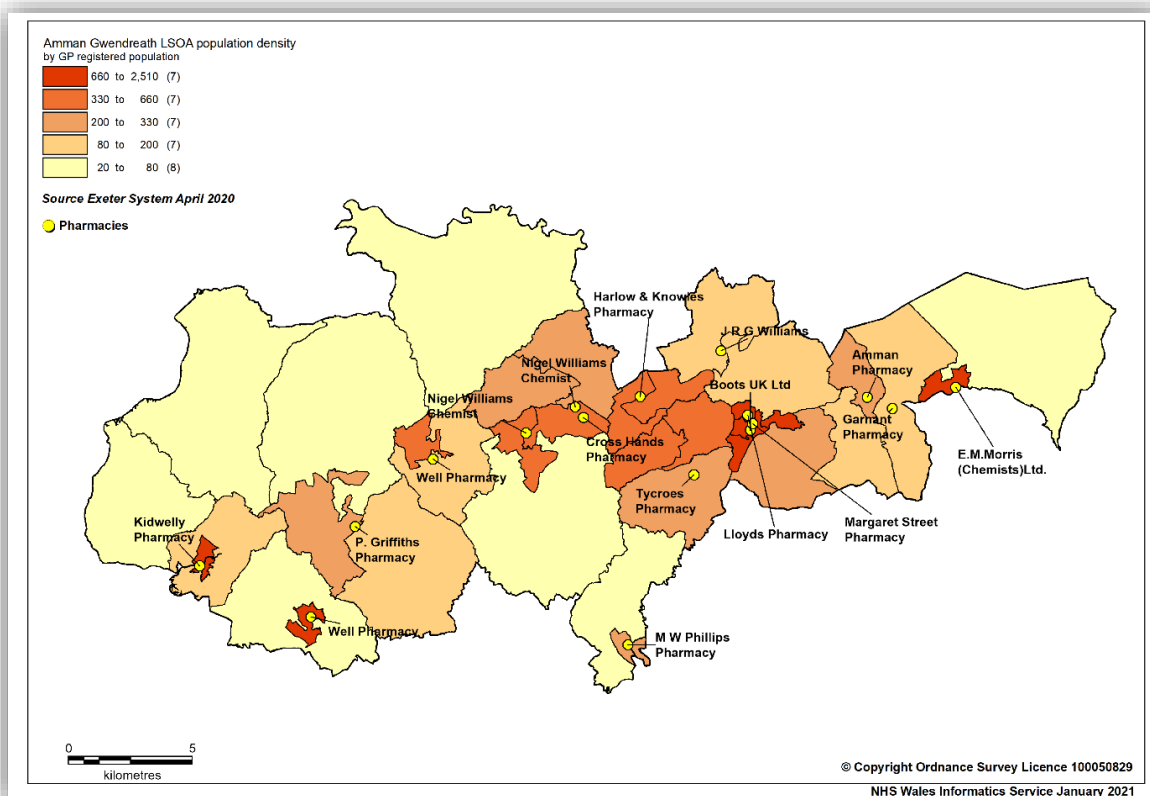 Amman Gwendreath LSOA population density
by GP registered population
660 to 2,510 (7)
330 to 660 (7)
200 to 330 (7)
80 to 200 (7)
20 to 80 (8)
Source Exeter System April 2020
Pharmacies
Harlow & Knowles
Pharmacy
J R G Williams
Nigel Williams
Chemist
Amman
Pharmacy
Boots UK Ltd
Nigel Williams
Chemist
Garnant
Pharmacy
Cross Hands
Pharmacy
E.M.Morris
(Chemists)Ltd.
Well Pharmacy
Tycroes
Pharmacy
Kidwelly
Pharmacy
P. Griffiths
Pharmacy
Lloyds Pharmacy
Margaret Street
Pharmacy
Well Pharmacy
M W Phillips
Pharmacy
0 5
kilometres
© Copyright Ordnance Survey Licence 100050829
NHS Wales Informatics Service January 2021